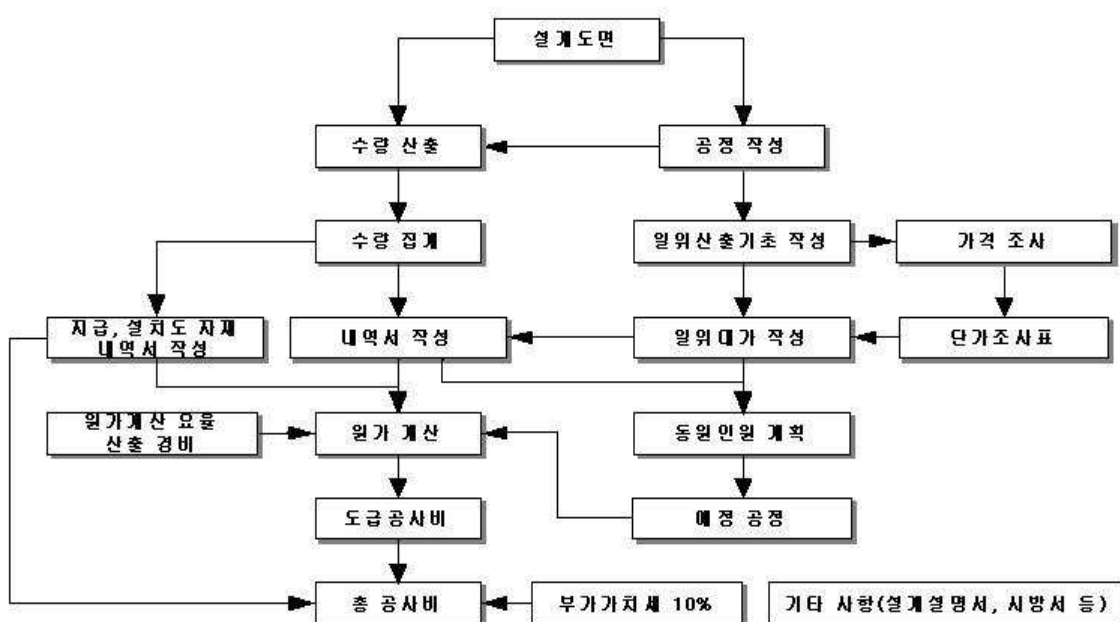 설계도면
수량 산출
공정 작성
수량 집계
일위산출기초 작성
가격 조사
지급, 설치도 자재
내역서 작성
내역서 작성
일위대가 작성
단가조사표
원가계산 요율
산출 경비
원가 계산
동원인원 계획
도급공사비
예정 공정
총 공사비
부가가치세 10%
기타 사항(설계설명서, 시방서 등)